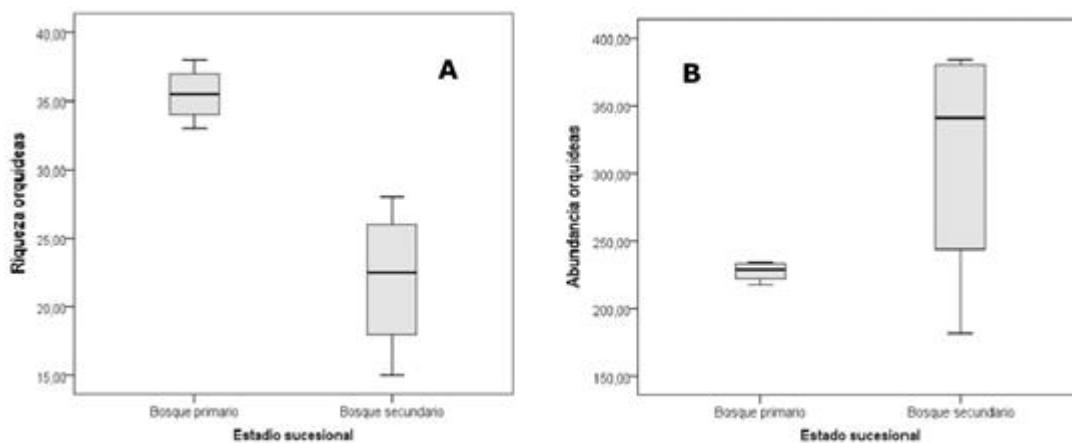 A
Riqueza orquídeas
40,00
35,00
30,00
25,00
20,00
15,00
Bosque primario
Bosque secundario
Estadio sucesional
B
Abundancia orquídeas
400,00
350,00
300,00
250,00
200,00
150,00
Bosque primario
Bosque secundario
Estadio sucesional